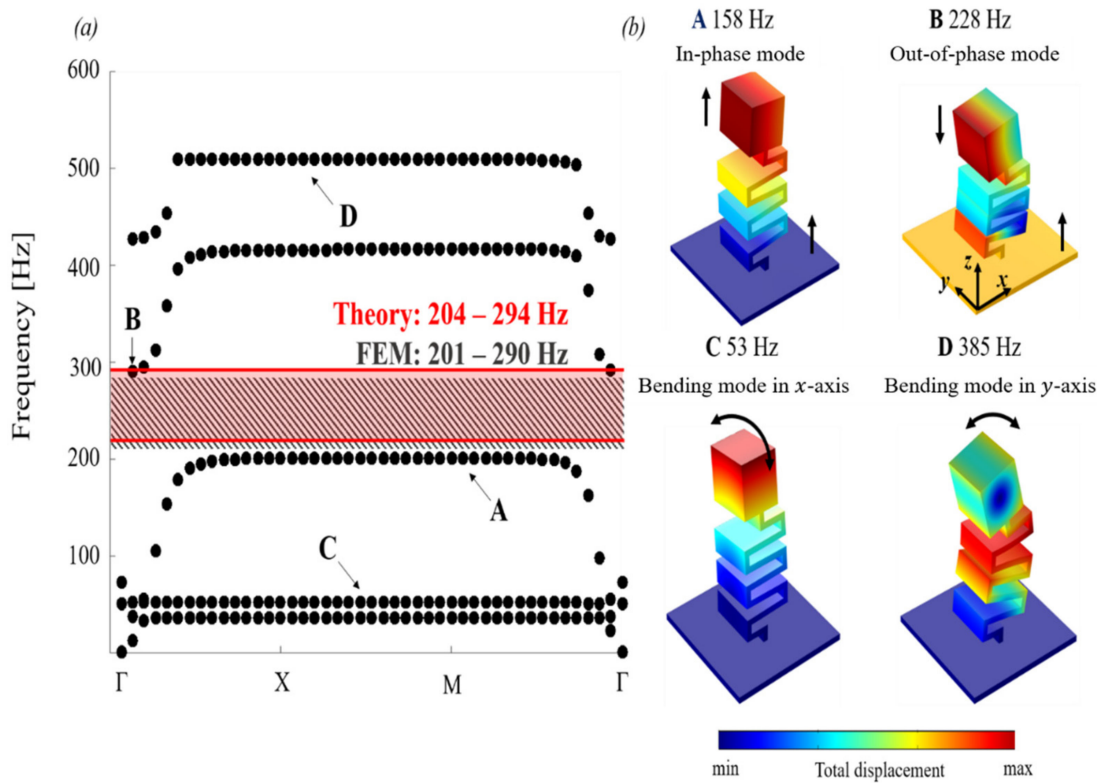 (a)
600
500
400
300
200
100
Frequency [Hz]
D
B
Theory: 204 – 294 Hz
FEM: 201 – 290 Hz
A
C
Γ X M Γ
(b)
A 158 Hz
In-phase mode
B 228 Hz
Out-of-phase mode
z
y x
C 53 Hz
Bending mode in x-axis
D 385 Hz
Bending mode in y-axis
min Total displacement max